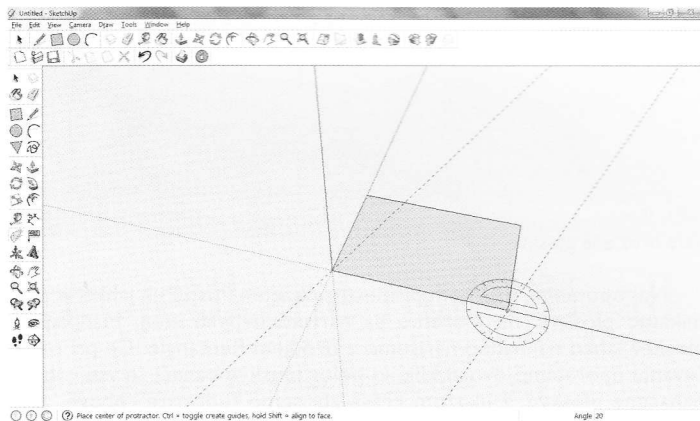 Untitled - SketchUp
File Edit View Camera Draw Tools Window Help
Place center of protractor. Ctrl = toggle create guides, hold Shift = align to face.
Angle 20